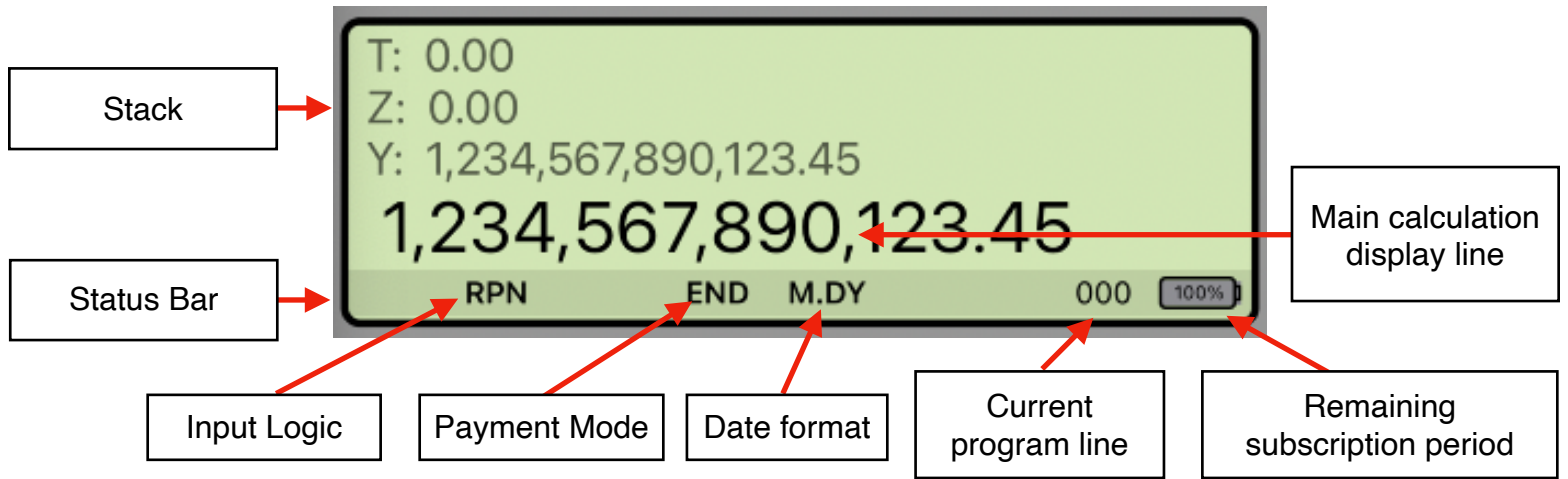 T: 0.00
Stack
Z: 0.00
Y: 1,234,567,890,123.45
1,234,567,890,123.45
Main calculation
display line
Status Bar
RPN END M.DY 000 100%
Input Logic
Payment Mode
Date format
Current
program line
Remaining
subscription period